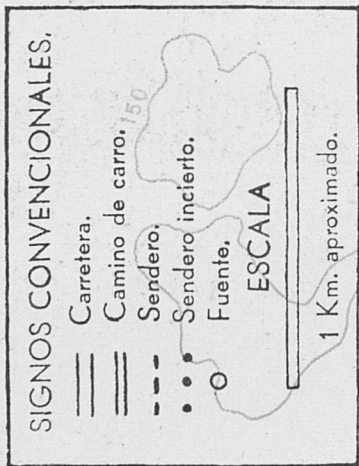 SIGNOS CONVENCIONALES.
Carretera.
Camino de carro.
Sendero.
Sendero incierto.
Fuente.
ESCALA
1 Km. aproximado.
150